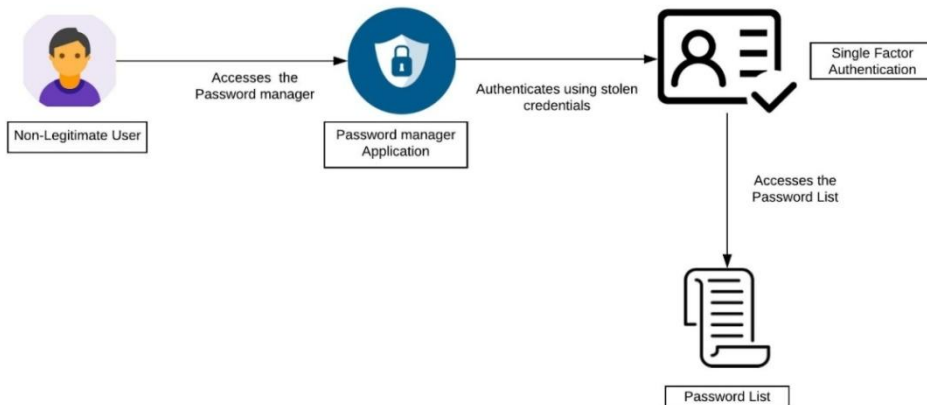 Non-Legitimate User
Accesses the
Password manager
Password manager
Application
Authenticates using stolen
credentials
Single Factor
Authentication
Accesses the
Password List
Password List